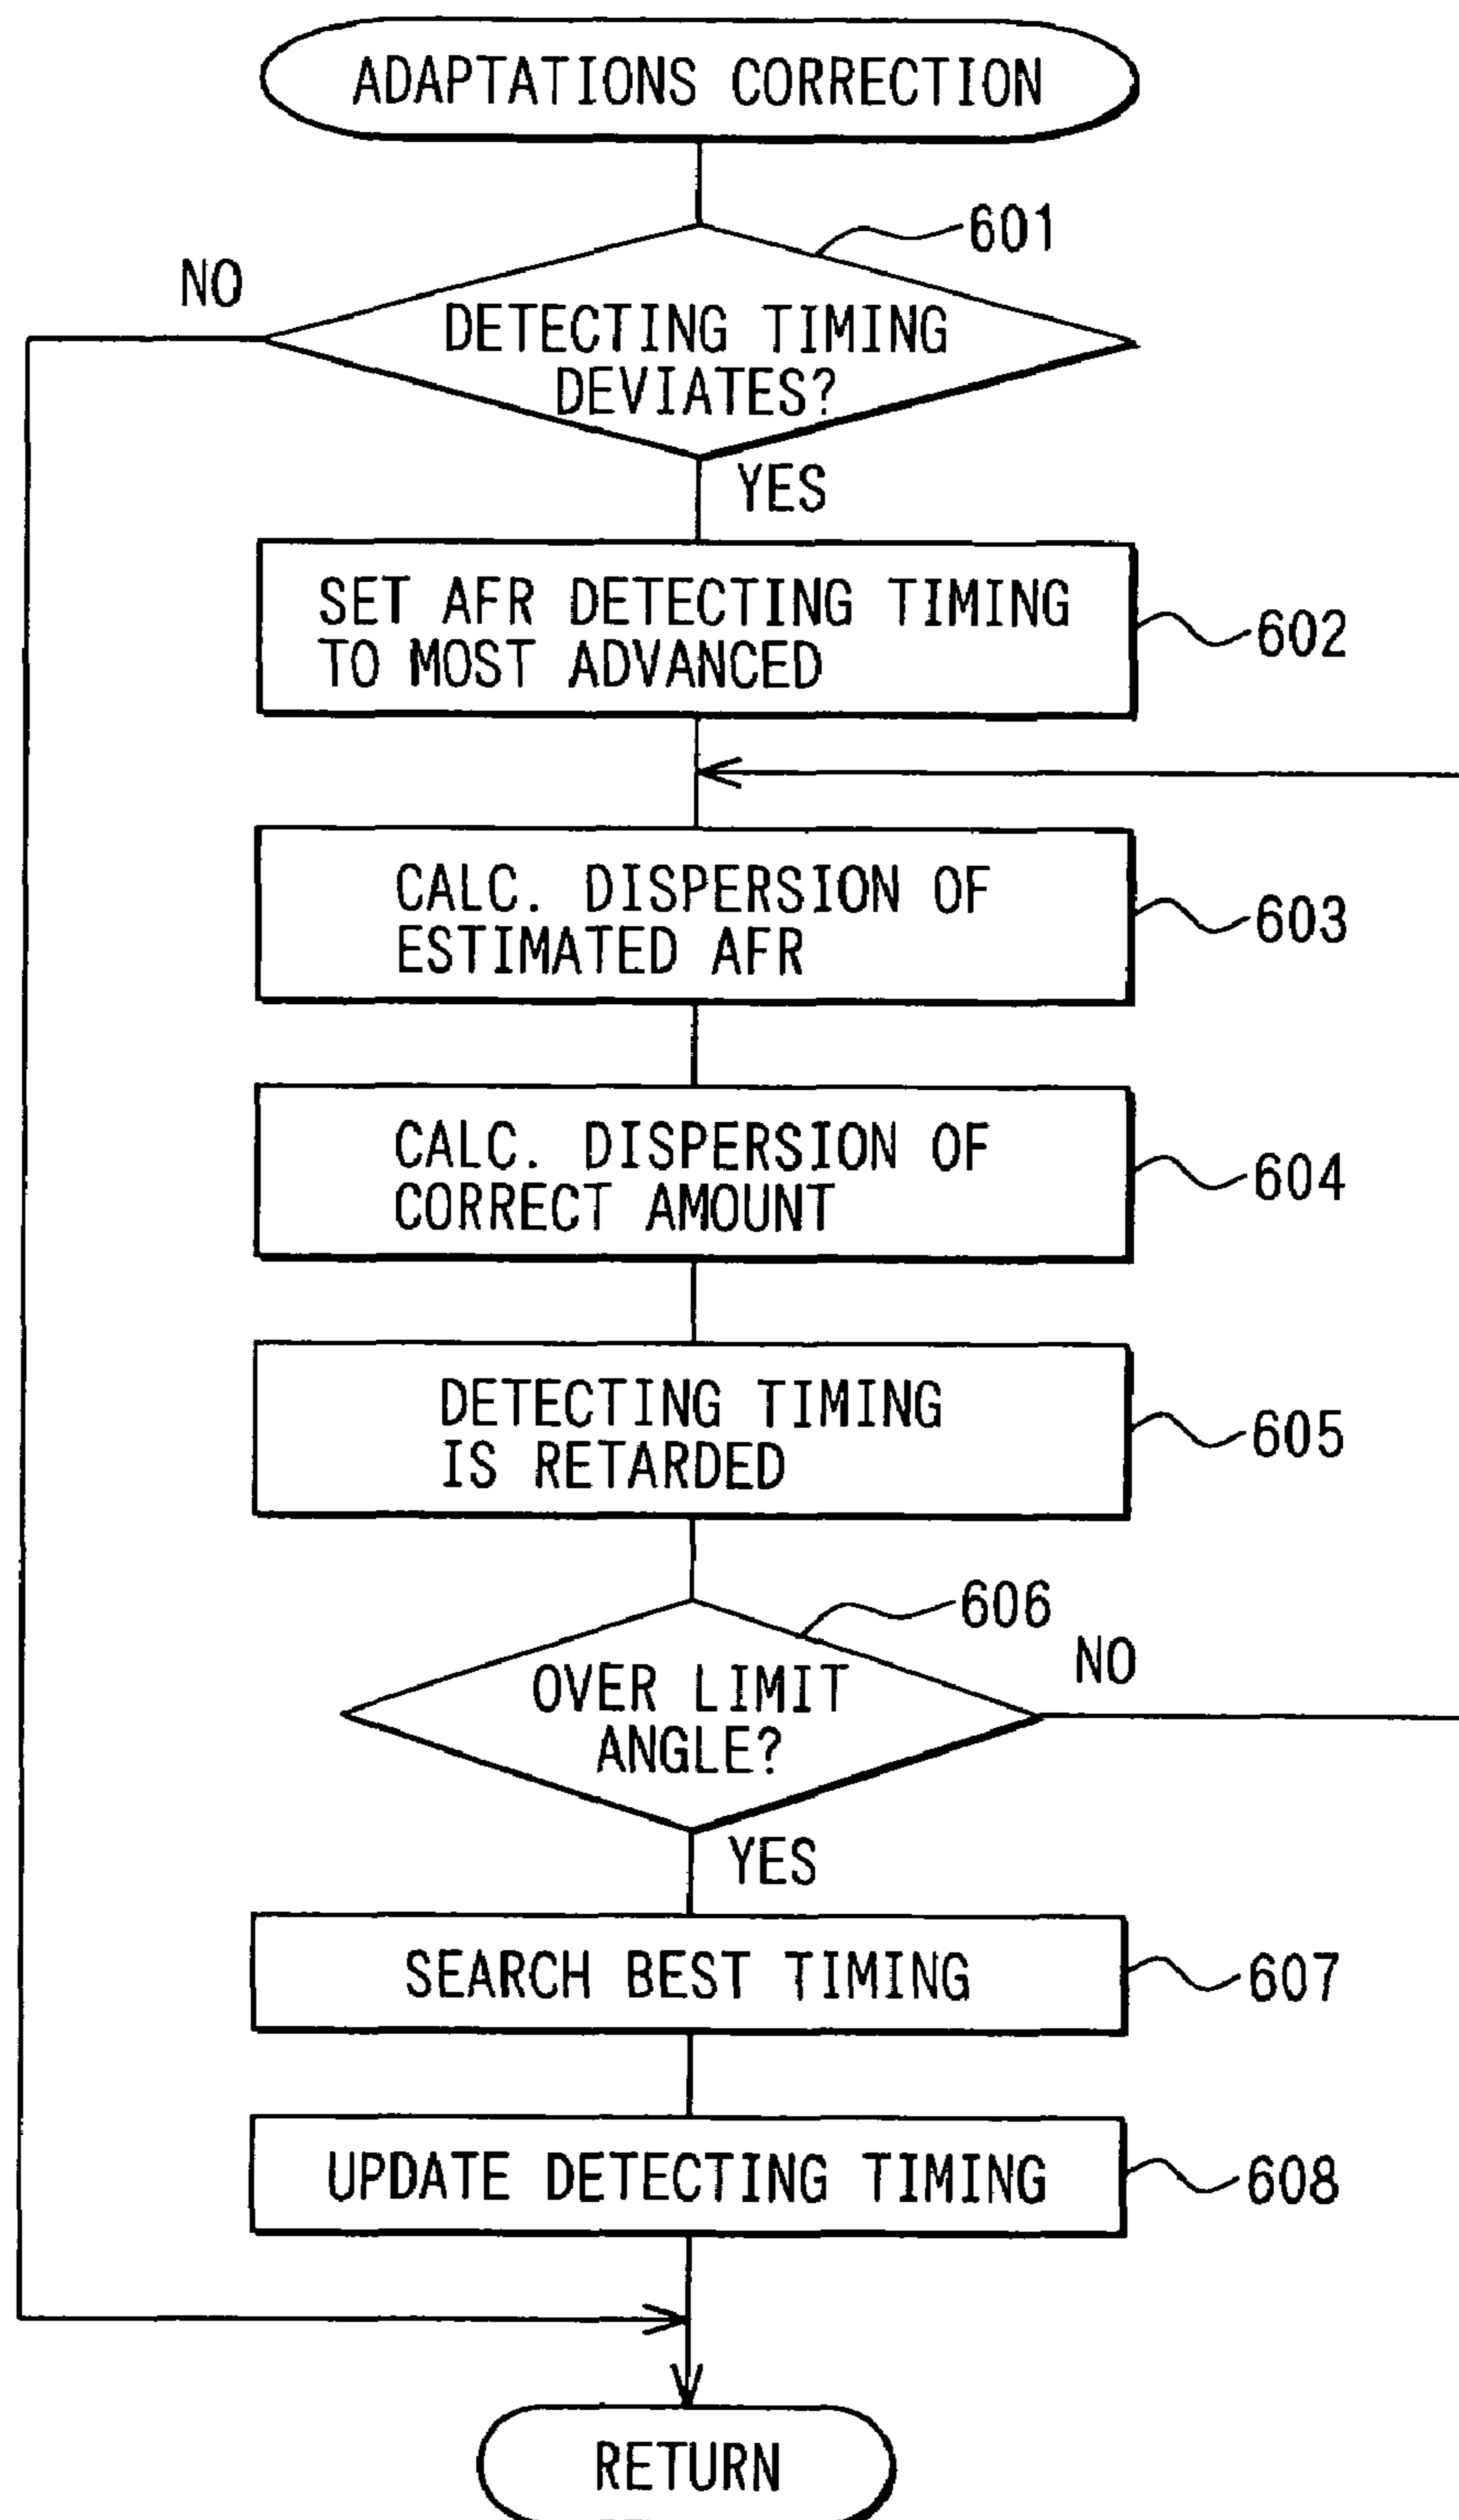 ADAPTATIONS CORRECTION
601
NO
DETECTING TIMING
DEVIATES?
YES
SET AFR DETECTING TIMING
TO MOST ADVANCED
602
CALC. DISPERSION OF
ESTIMATED AFR
603
CALC. DISPERSION OF
CORRECT AMOUNT
604
DETECTING TIMING
IS RETARDED
605
606
NO
OVER LIMIT
ANGLE?
YES
SEARCH BEST TIMING
607
UPDATE DETECTING TIMING
608
RETURN